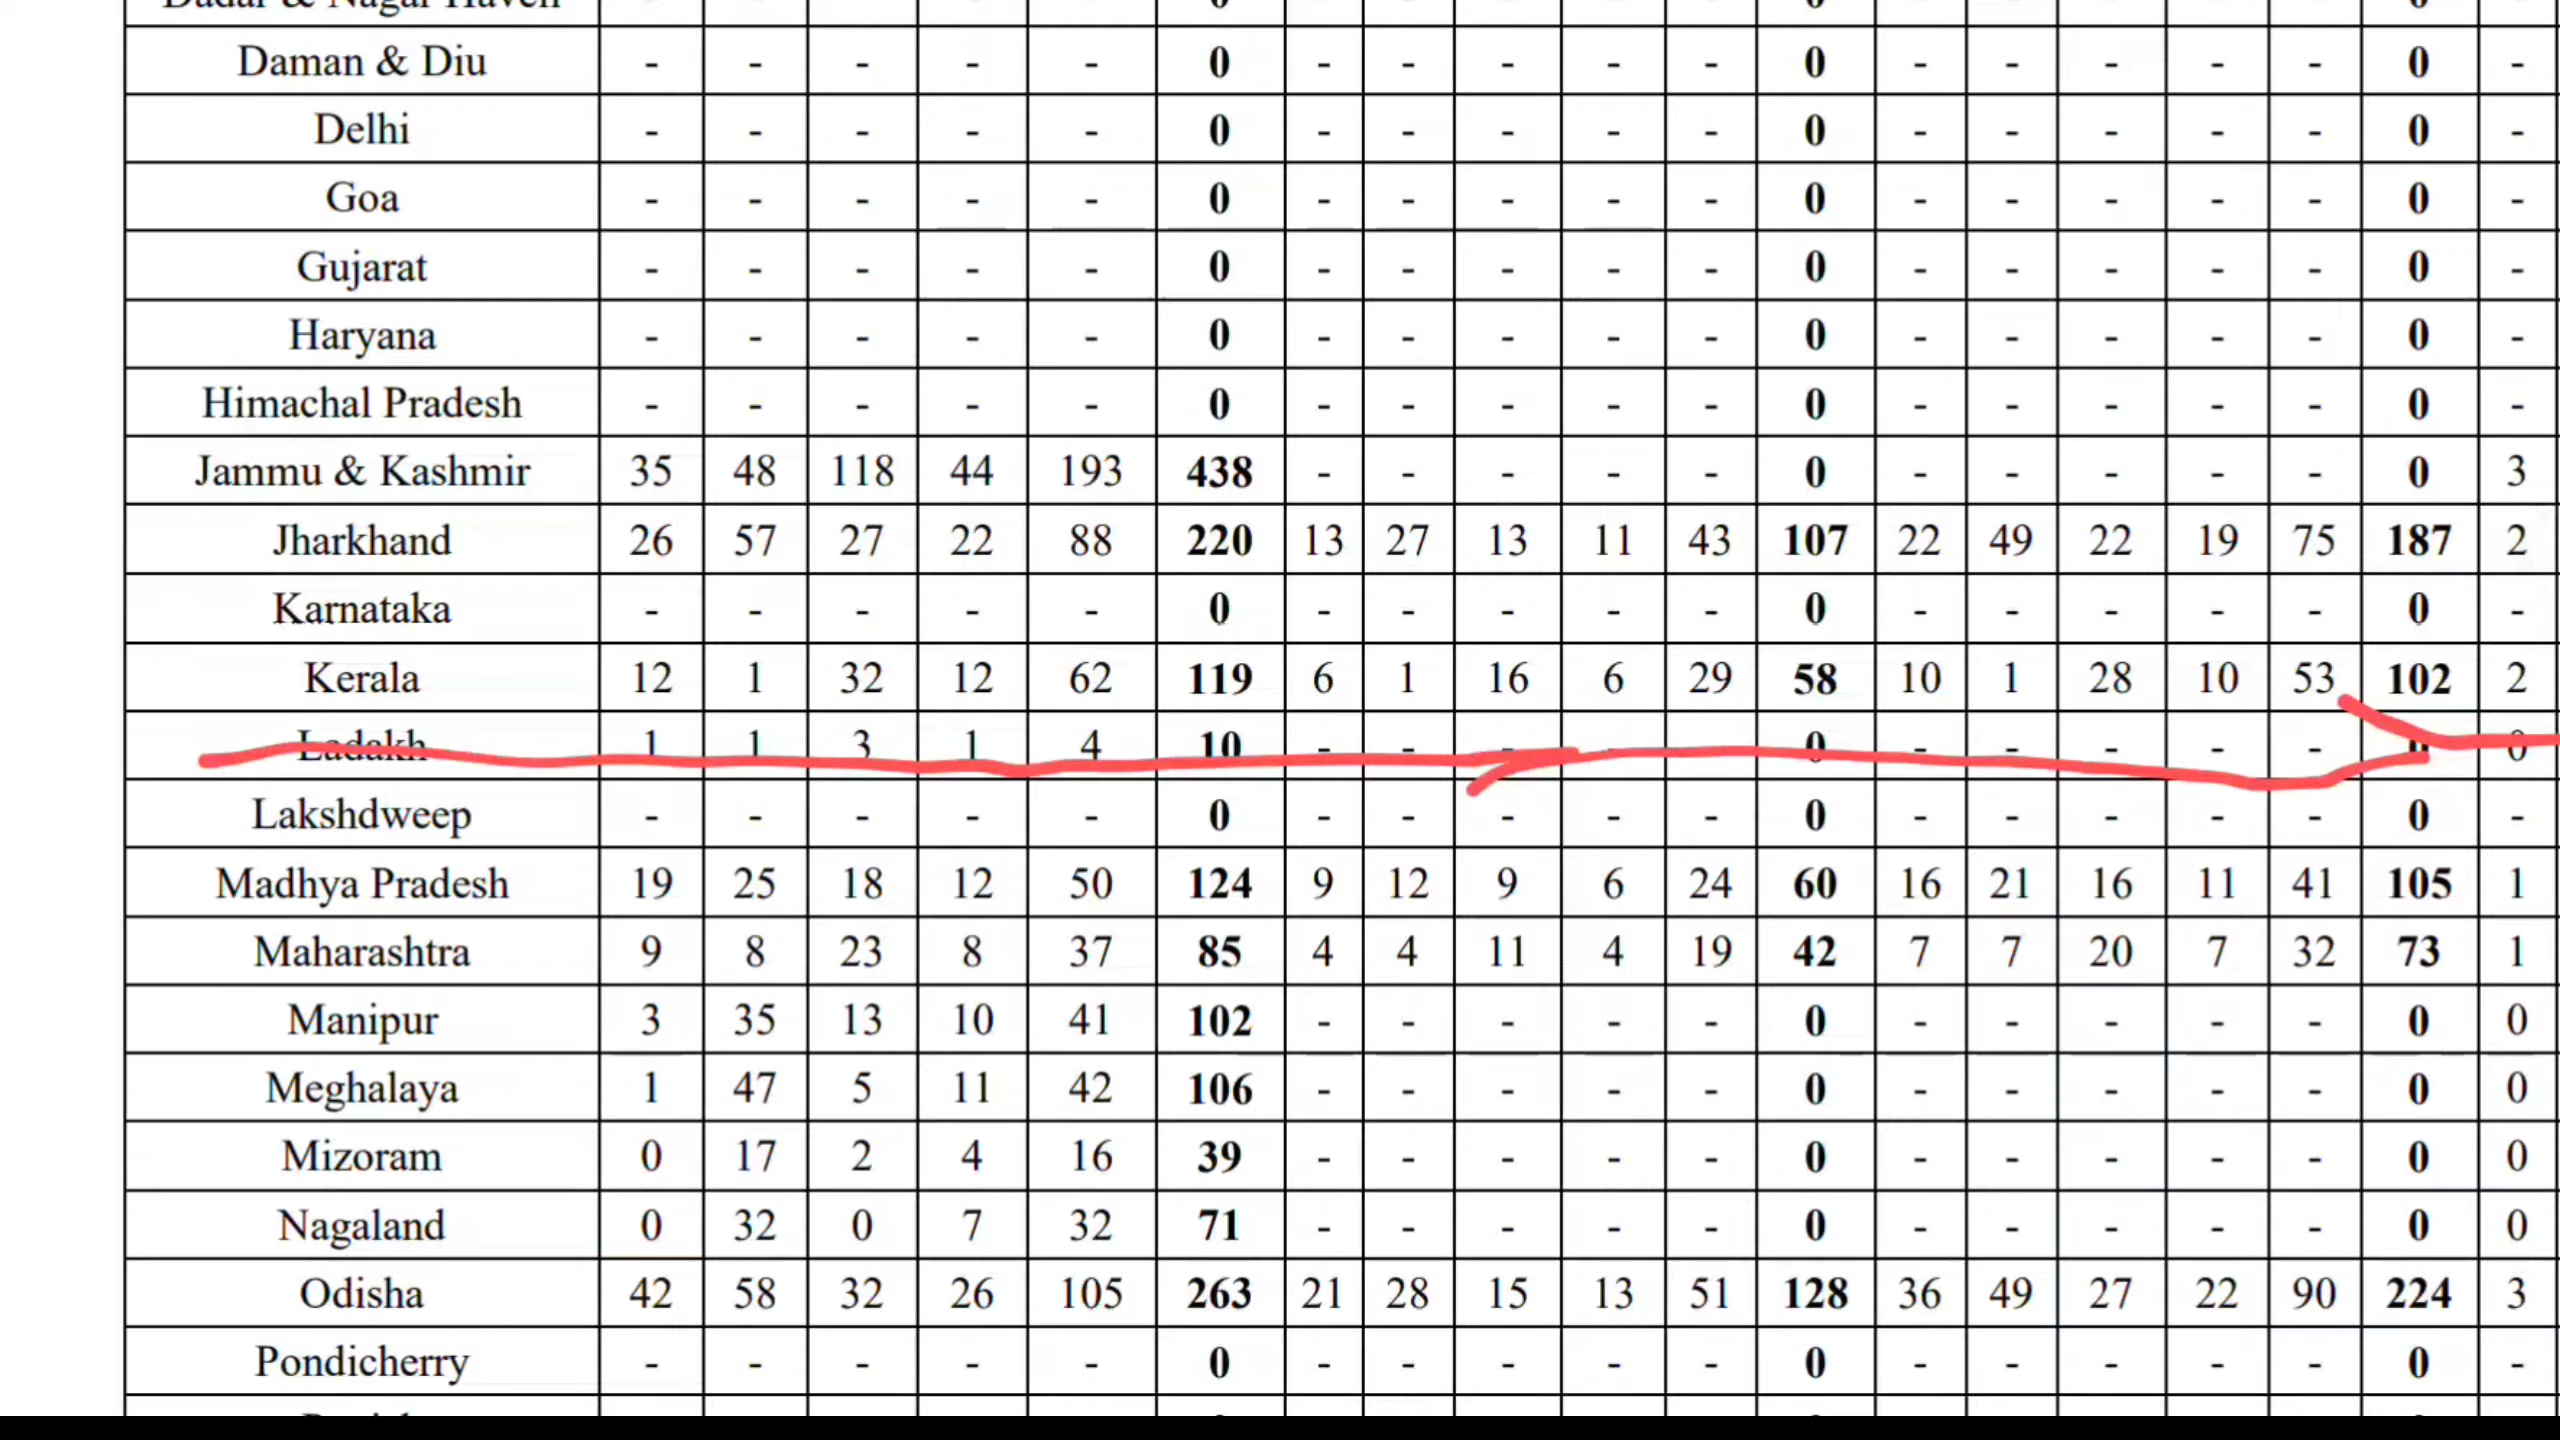 Dadar & Nagar Haveli - - - - - 0 - - - - - 0 - - - - - 0 -
Daman & Diu - - - - - 0 - - - - - 0 - - - - - 0 -
Delhi - - - - - 0 - - - - - 0 - - - - - 0 -
Goa - - - - - 0 - - - - - 0 - - - - - 0 -
Gujarat - - - - - 0 - - - - - 0 - - - - - 0 -
Haryana - - - - - 0 - - - - - 0 - - - - - 0 -
Himachal Pradesh - - - - - 0 - - - - - 0 - - - - - 0 -
Jammu & Kashmir 35 48 118 44 193 438 - - - - - 0 - - - - - 0 3
Jharkhand 26 57 27 22 88 220 13 27 13 11 43 107 22 49 22 19 75 187 2
Karnataka - - - - - 0 - - - - - 0 - - - - - 0 -
Kerala 12 1 32 12 62 119 6 1 16 6 29 58 10 1 28 10 53 102 2
Ladakh 1 1 3 1 4 10 - - - - - 0 - - - - - 0 0
Lakshdweep - - - - - 0 - - - - - 0 - - - - - 0 -
Madhya Pradesh 19 25 18 12 50 124 9 12 9 6 24 60 16 21 16 11 41 105 1
Maharashtra 9 8 23 8 37 85 4 4 11 4 19 42 7 7 20 7 32 73 1
Manipur 3 35 13 10 41 102 - - - - - 0 - - - - - 0 0
Meghalaya 1 47 5 11 42 106 - - - - - 0 - - - - - 0 0
Mizoram 0 17 2 4 16 39 - - - - - 0 - - - - - 0 0
Nagaland 0 32 0 7 32 71 - - - - - 0 - - - - - 0 0
Odisha 42 58 32 26 105 263 21 28 15 13 51 128 36 49 27 22 90 224 3
Pondicherry - - - - - 0 - - - - - 0 - - - - - 0 -